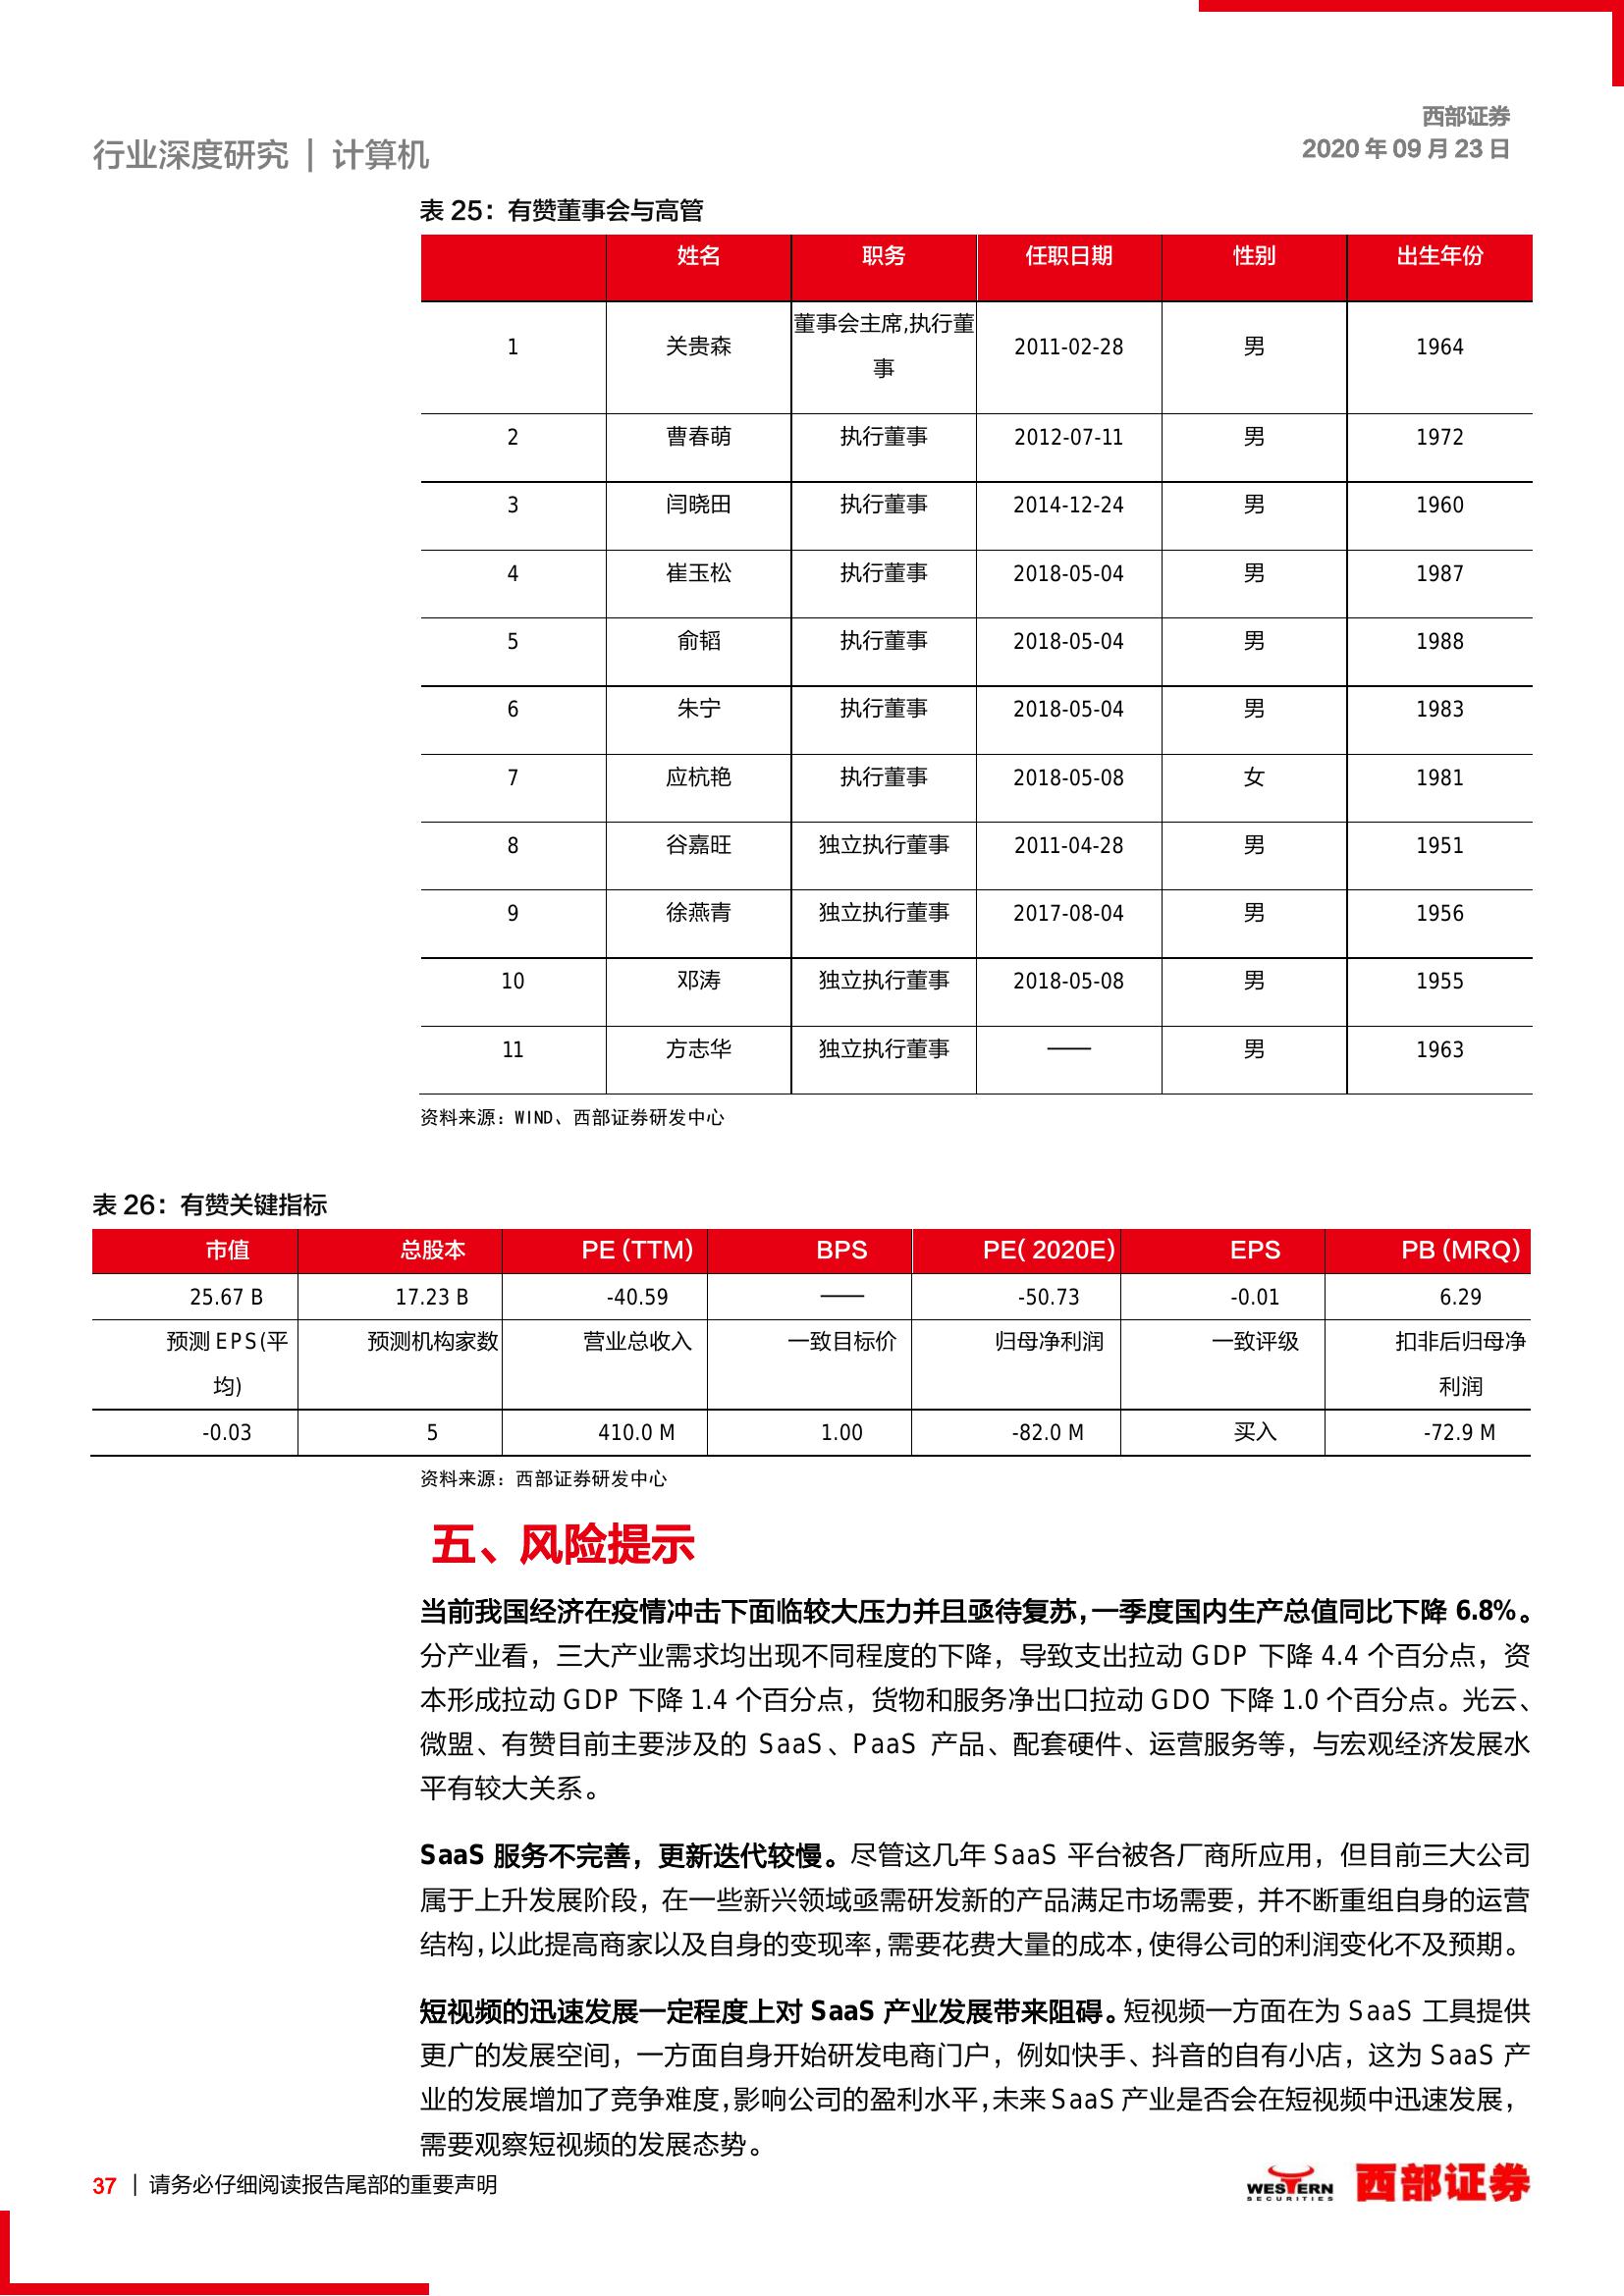 西部证券
2020 年 09 月 23 日
行业深度研究 | 计算机
表 25：有赞董事会与高管
姓名 职务 任职日期 性别 出生年份
1 关贵森 董事会主席,执行董事 2011-02-28 男 1964
2 曹春萌 执行董事 2012-07-11 男 1972
3 闫晓田 执行董事 2014-12-24 男 1960
4 崔玉松 执行董事 2018-05-04 男 1987
5 俞韬 执行董事 2018-05-04 男 1988
6 朱宁 执行董事 2018-05-04 男 1983
7 应杭艳 执行董事 2018-05-08 女 1981
8 谷嘉旺 独立执行董事 2011-04-28 男 1951
9 徐燕青 独立执行董事 2017-08-04 男 1956
10 邓涛 独立执行董事 2018-05-08 男 1955
11 方志华 独立执行董事 —— 男 1963
资料来源：WIND、西部证券研发中心
表 26：有赞关键指标
市值 总股本 PE (TTM) BPS PE( 2020E) EPS PB (MRQ)
25.67 B 17.23 B -40.59 —— -50.73 -0.01 6.29
预测 EPS(平均) 预测机构家数 营业总收入 一致目标价 归母净利润 一致评级 扣非后归母净利润
-0.03 5 410.0 M 1.00 -82.0 M 买入 -72.9 M
资料来源：西部证券研发中心
五、风险提示
当前我国经济在疫情冲击下面临较大压力并且亟待复苏，一季度国内生产总值同比下降 6.8%。
分产业看，三大产业需求均出现不同程度的下降，导致支出拉动 GDP 下降 4.4 个百分点，资
本形成拉动 GDP 下降 1.4 个百分点，货物和服务净出口拉动 GDO 下降 1.0 个百分点。光云、
微盟、有赞目前主要涉及的 SaaS、PaaS 产品、配套硬件、运营服务等，与宏观经济发展水
平有较大关系。
SaaS 服务不完善，更新迭代较慢。尽管这几年 SaaS 平台被各厂商所应用，但目前三大公司
属于上升发展阶段，在一些新兴领域亟需研发新的产品满足市场需要，并不断重组自身的运营
结构，以此提高商家以及自身的变现率，需要花费大量的成本，使得公司的利润变化不及预期。
短视频的迅速发展一定程度上对 SaaS 产业发展带来阻碍。短视频一方面在为 SaaS 工具提供
更广的发展空间，一方面自身开始研发电商门户，例如快手、抖音的自有小店，这为 SaaS 产
业的发展增加了竞争难度，影响公司的盈利水平，未来 SaaS 产业是否会在短视频中迅速发展，
需要观察短视频的发展态势。
37 | 请务必仔细阅读报告尾部的重要声明
WESTERN
SECURITIES
西部证券